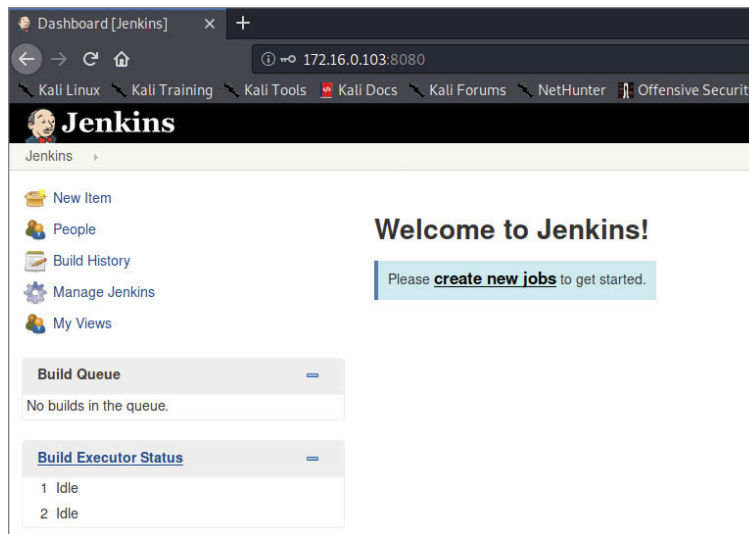 Dashboard [Jenkins]
172.16.0.103:8080
Kali Linux Kali Training Kali Tools Kali Docs Kali Forums NetHunter Offensive Securit
Jenkins
Jenkins
New Item
People
Build History
Manage Jenkins
My Views
Welcome to Jenkins!
Please create new jobs to get started.
Build Queue
No builds in the queue.
Build Executor Status
1 Idle
2 Idle